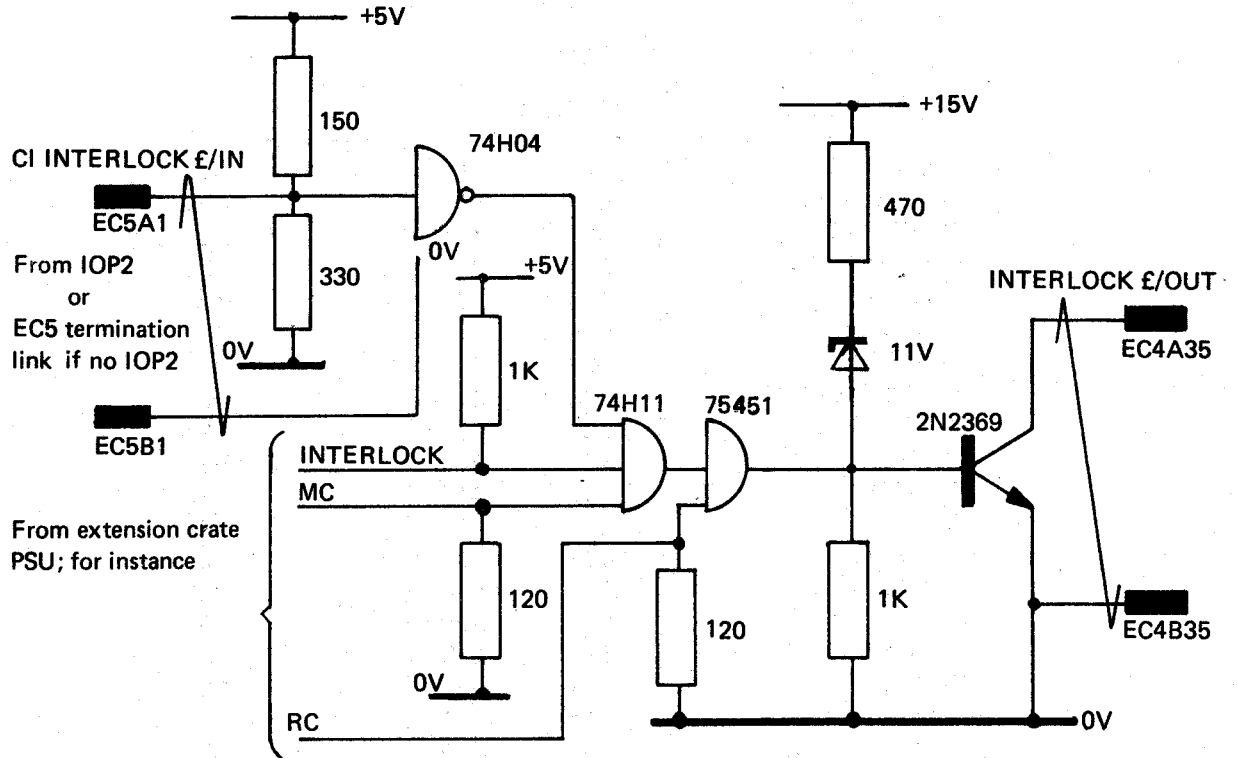 +5V
150
74H04
CI INTERLOCK £/IN
EC5A1
+15V
470
0V
From IOP2
or
EC5 termination
link if no IOP2
330
0V
+5V
1K
INTERLOCK £/OUT
EC4A35
11V
EC5B1
74H11
75451
2N2369
INTERLOCK
MC
From extension crate
PSU; for instance
120
120
1K
EC4B35
0V
RC
0V